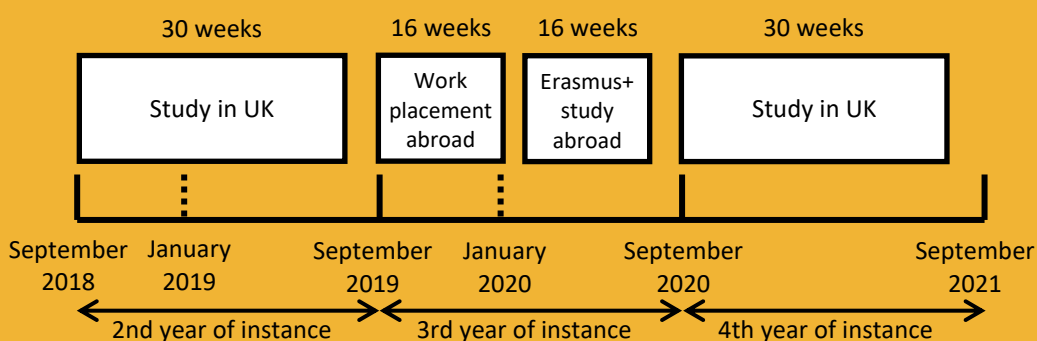 30 weeks
16 weeks
16 weeks
30 weeks
Study in UK
Work
placement
abroad
Erasmus+
study
abroad
Study in UK
September
2018
January
2019
September
2019
January
2020
September
2020
September
2021
2nd year of instance
3rd year of instance
4th year of instance